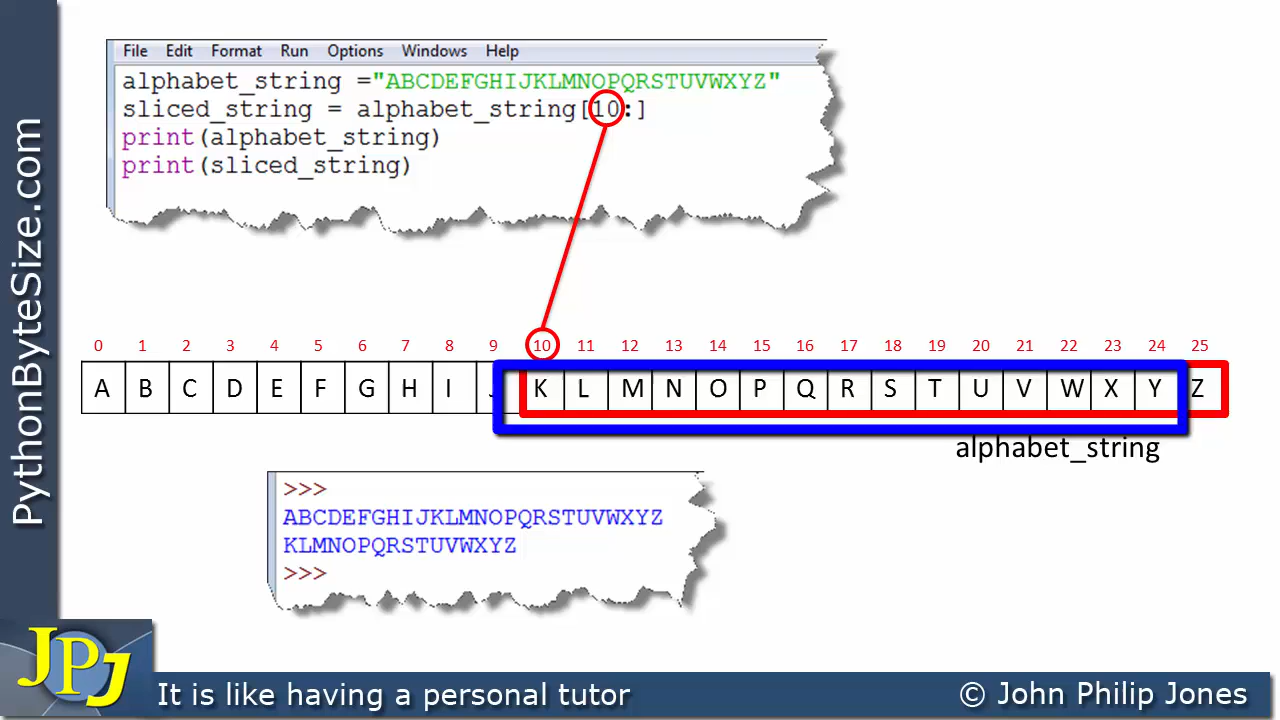 PythonByteSize.com
File Edit Format Run Options Windows Help
alphabet_string ="ABCDEFGHIJKLMNOPQRSTUVWXYZ"
sliced_string = alphabet_string[10:]
print(alphabet_string)
print(sliced_string)
0 1 2 3 4 5 6 7 8 9 10 11 12 13 14 15 16 17 18 19 20 21 22 23 24 25
A B C D E F G H I J K L M N O P Q R S T U V W X Y Z
alphabet_string
>>>
ABCDEFGHIJKLMNOPQRSTUVWXYZ
KLMNOPQRSTUVWXYZ
>>>
JPJ
It is like having a personal tutor
© John Philip Jones